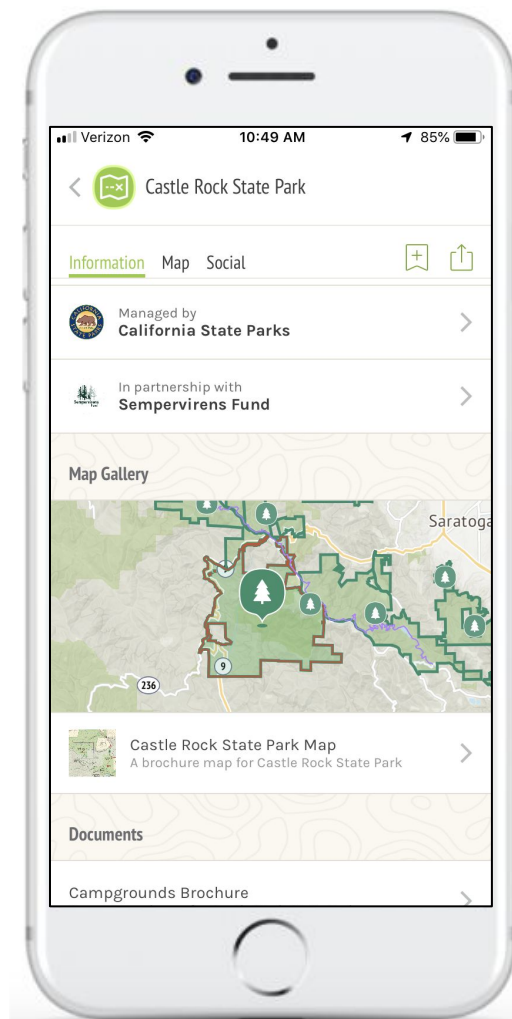 Verizon 10:49 AM 85%
Castle Rock State Park
Information Map Social
Managed by
California State Parks
In partnership with
Sempervirens Fund
Map Gallery
Saratoga
9
236
Castle Rock State Park Map
A brochure map for Castle Rock State Park
Documents
Campgrounds Brochure